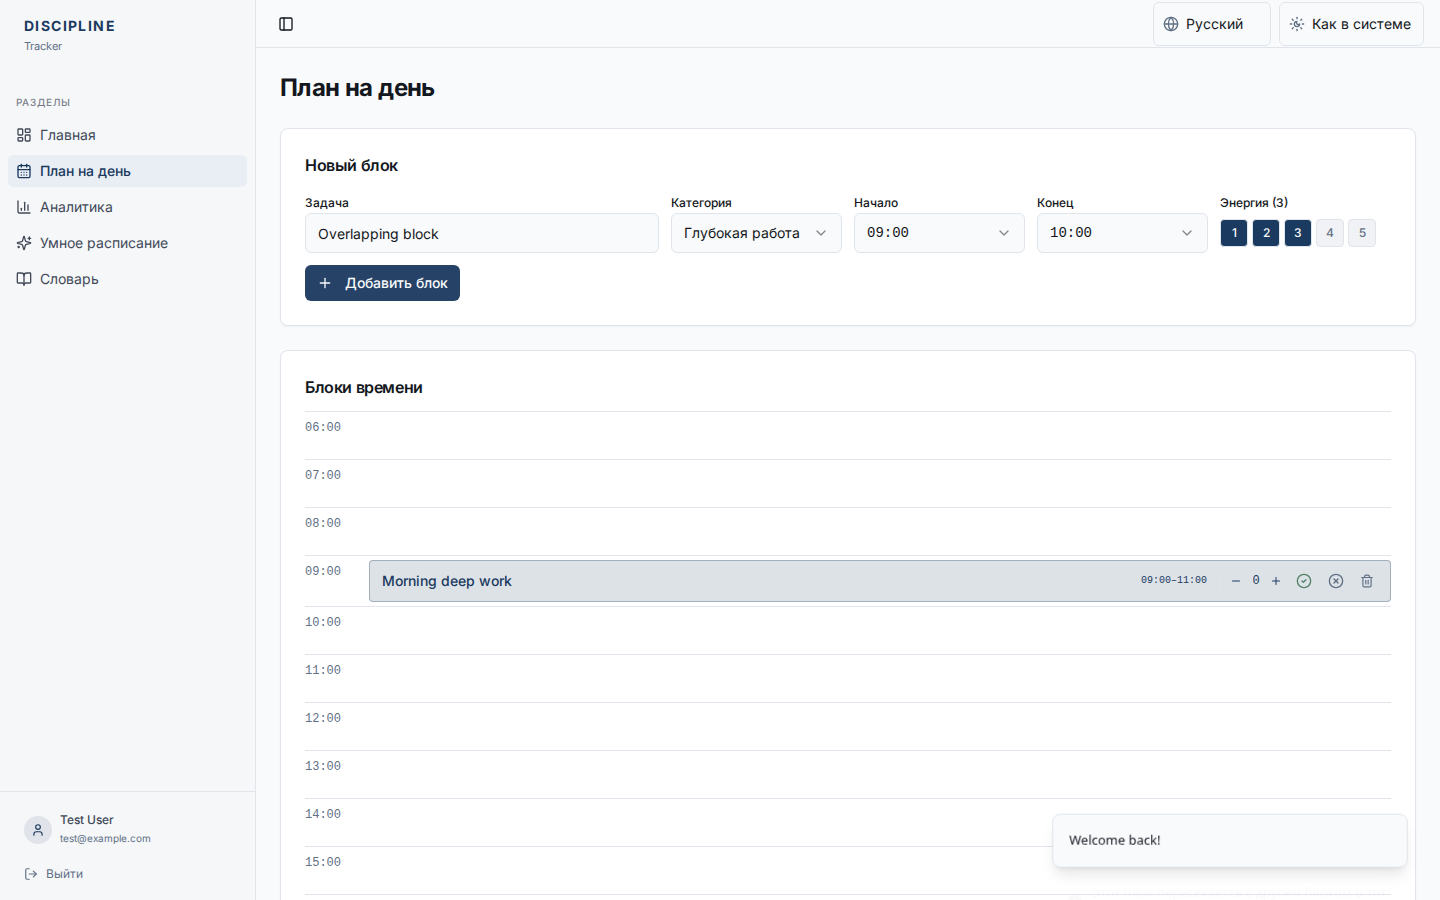 DISCIPLINE
Tracker
РАЗДЕЛЫ
Главная
План на день
Аналитика
Умное расписание
Словарь
Test User
test@example.com
Выйти
Русский
Как в системе
План на день
Новый блок
Задача
Категория
Начало
Конец
Энергия (3)
Overlapping block
Глубокая работа
09:00
10:00
1 2 3 4 5
Добавить блок
Блоки времени
06:00
07:00
08:00
09:00
Morning deep work
09:00–11:00
0
10:00
11:00
12:00
13:00
14:00
15:00
Welcome back!